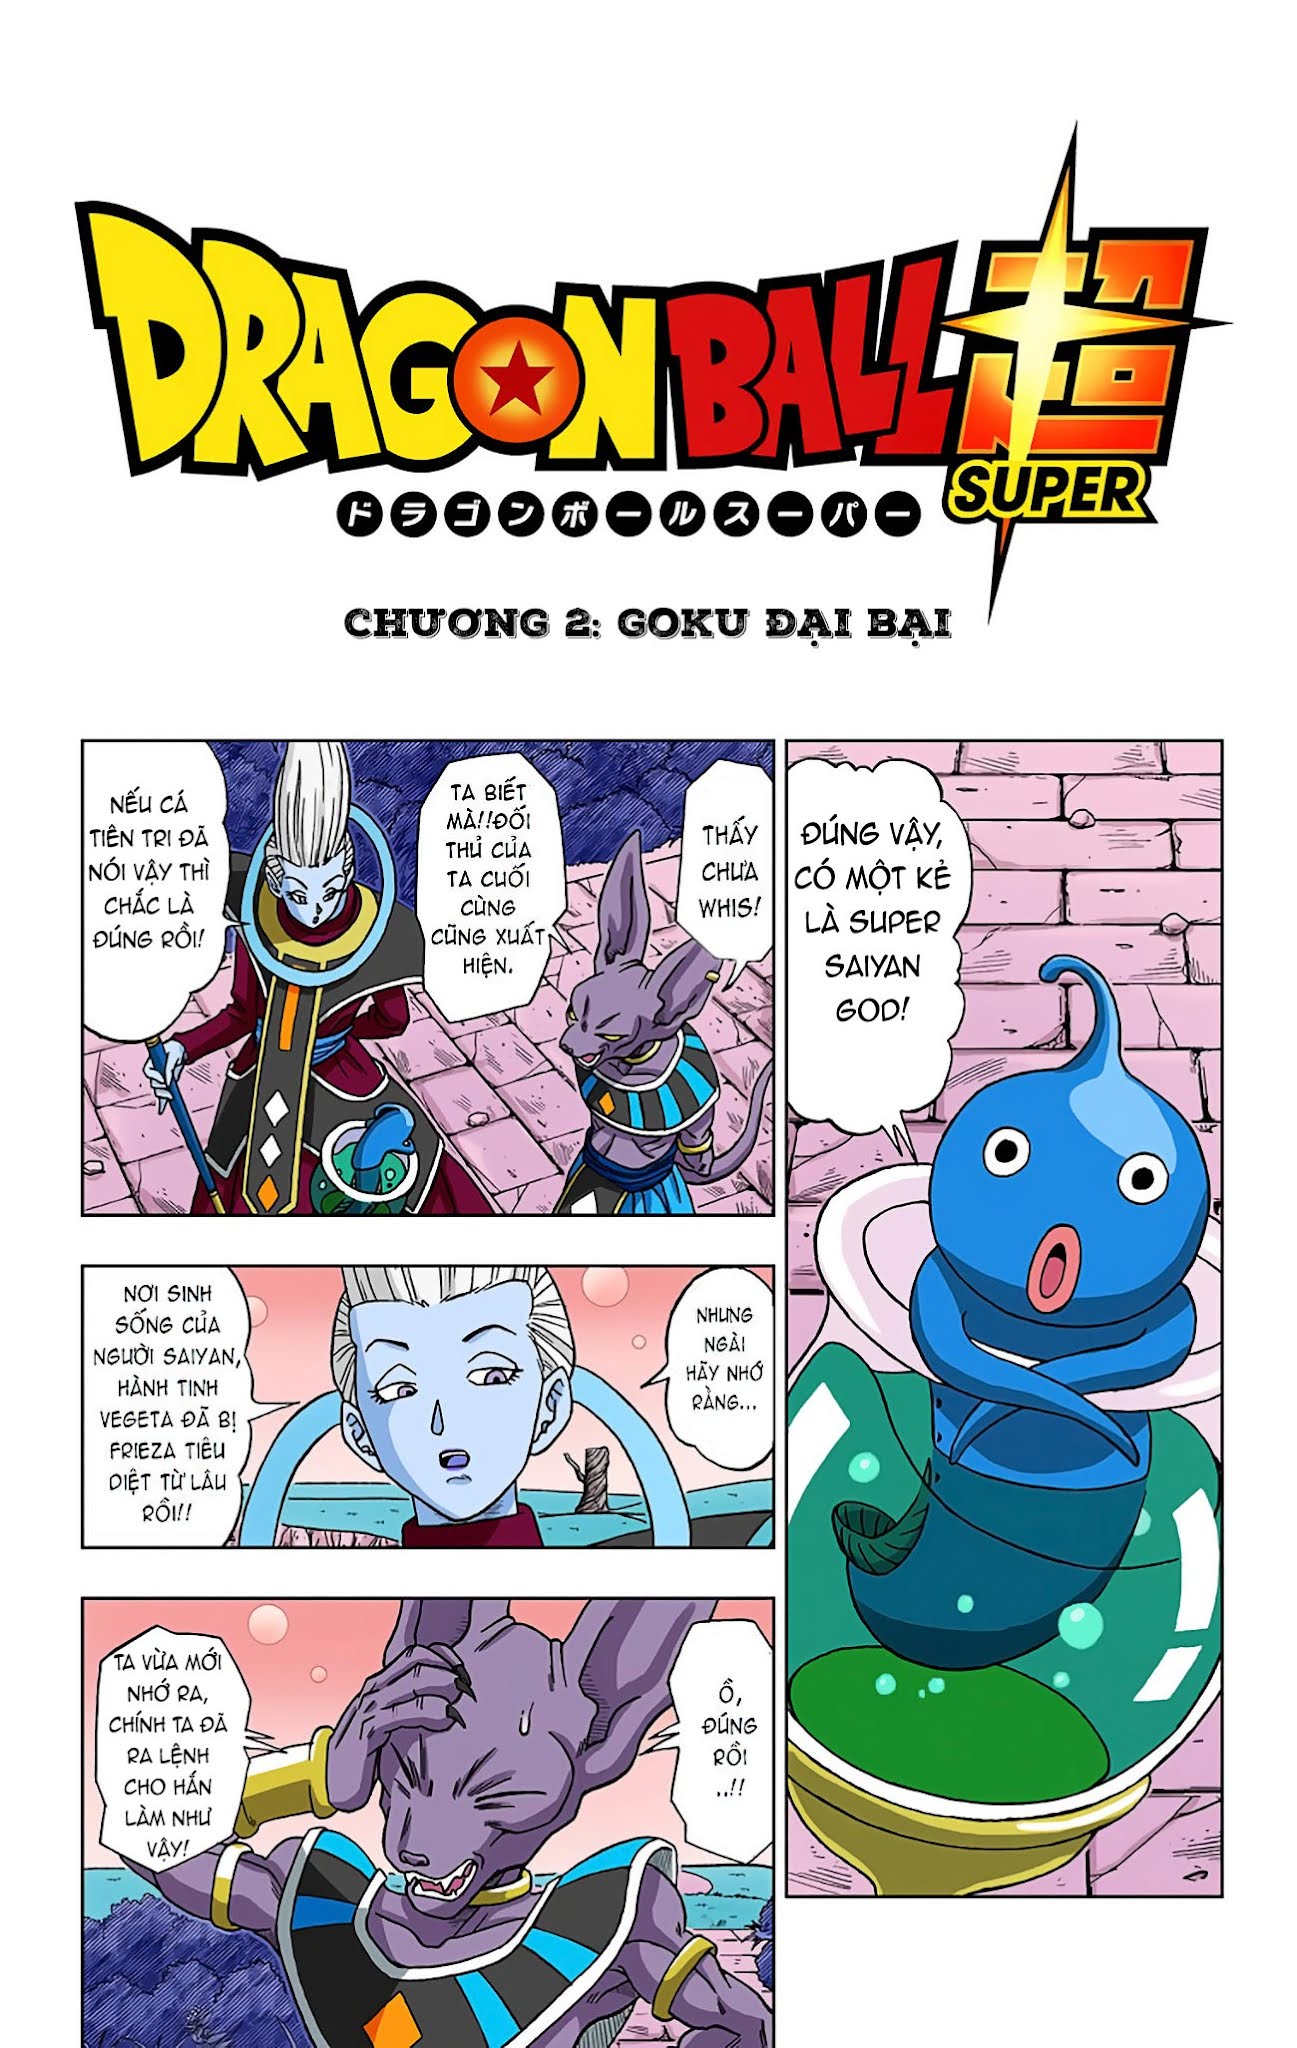 DRAGON BALL 超
SUPER
ドラゴンボールスーパー
CHƯƠNG 2: GOKU ĐẠI BẠI
ĐÚNG VẬY,
CÓ MỘT KẺ
LÀ SUPER
SAIYAN
GOD!
THẤY
CHƯA
WHIS!
TA BIẾT
MÀ!!ĐỐI
THỦ CỦA
TA CUỐI
CÙNG
CŨNG XUẤT
HIỆN.
NẾU CÁ
TIÊN TRI ĐÃ
NÓI VẬY THÌ
CHẮC LÀ
ĐÚNG RỒI!
NHƯNG
NGÀI
HÃY NHỚ
RẰNG...
NƠI SINH
SỐNG CỦA
NGƯỜI SAIYAN,
HÀNH TINH
VEGETA ĐÃ BỊ
FRIEZA TIÊU
DIỆT TỪ LÂU
RỒI!!
Ồ,
ĐÚNG
RỒI
..!!
TA VỪA MỚI
NHỚ RA,
CHÍNH TA ĐÃ
RA LỆNH
CHO HẮN
LÀM NHƯ
VẬY!